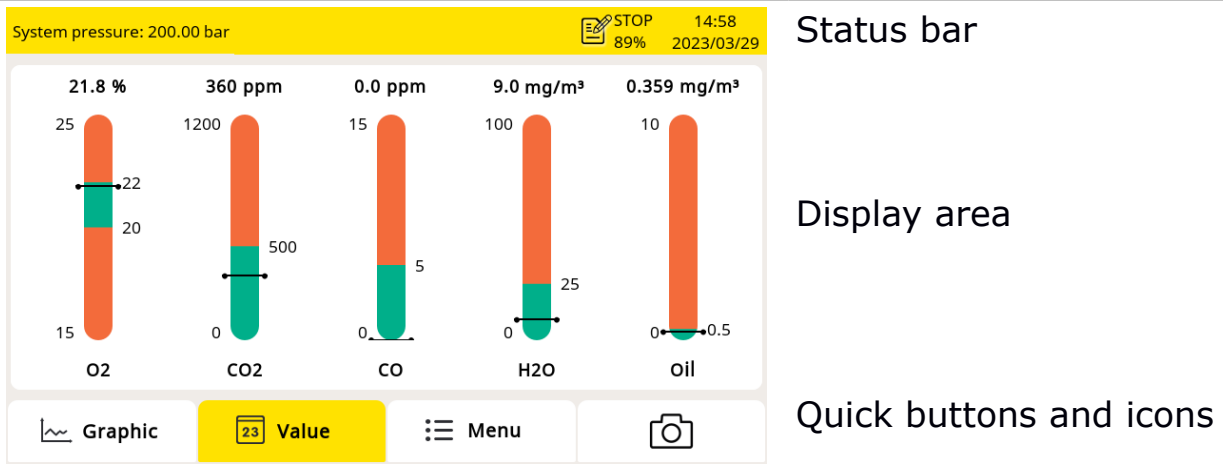 System pressure: 200.00 bar
STOP
89%
14:58
2023/03/29
Status bar
21.8 %
360 ppm
0.0 ppm
9.0 mg/m³
0.359 mg/m³
25
22
20
15
O2
1200
500
0
CO2
15
5
0
CO
100
25
0
H2O
10
0.5
0
Oil
Display area
Graphic
23 Value
Menu
Quick buttons and icons